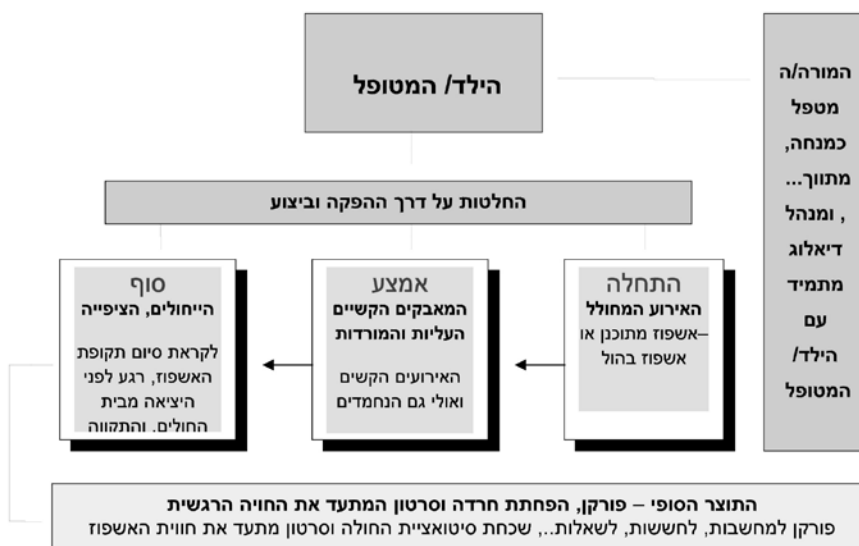 הילד/ המטופל
המורה/ה
מטפל
כמנחה,
מתווך...
, ומנהל
דיאלוג
מתמיד
עם
הילד/
המטופל
החלטות על דרך ההפקה וביצוע
התחלה
האירוע המחולל
–אשפוז מתוכנן או
אשפוז בהול
אמצע
המאבקים הקשיים
העליות והמורדות
האירועים הקשים
ואולי גם הנחמדים
סוף
הייחולים, הציפייה
לקראת סיום תקופת
האשפוז, רגע לפני
היציאה מבית
החולים. והתקווה
התוצר הסופי – פורקן, הפחתת חרדה וסרטון המתעד את החויה הרגשית
פורקן למחשבות, לחששות, לשאלות.., שכחת סיטואציית החולה וסרטון מתעד את חווית האשפוז